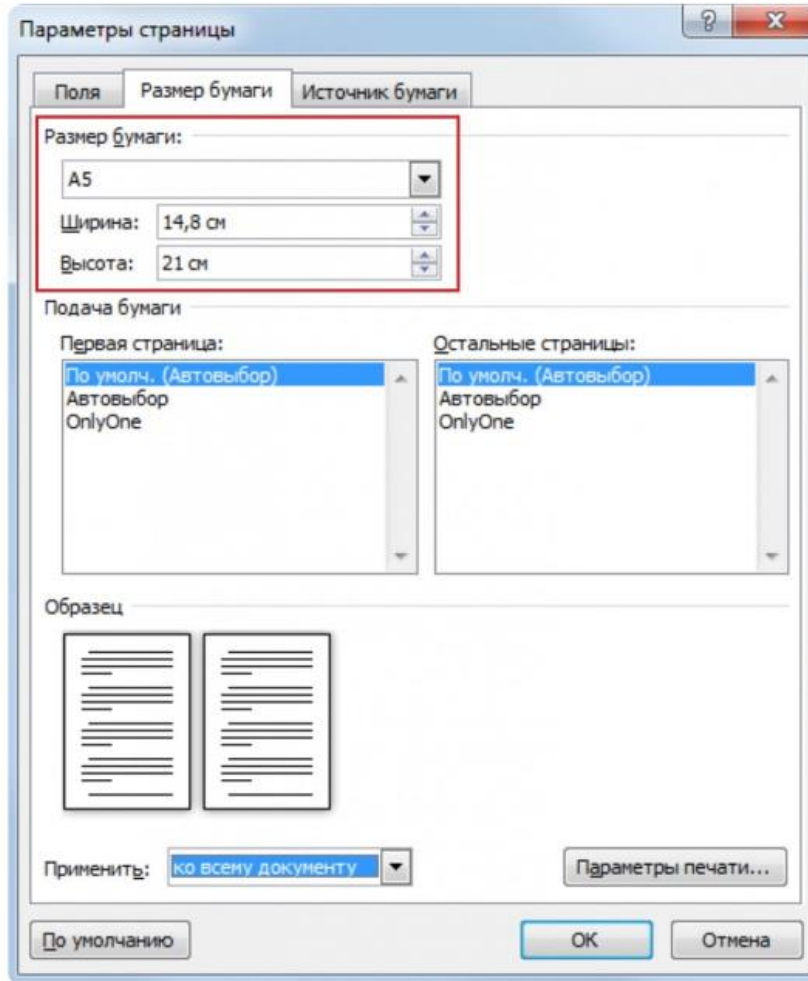 Параметры страницы
Поля Размер бумаги Источник бумаги
Размер бумаги:
A5
Ширина: 14,8 см
Высота: 21 см
Подача бумаги
Первая страница: Остальные страницы:
По умолч. (Автовыбор) По умолч. (Автовыбор)
Автовыбор Автовыбор
OnlyOne OnlyOne
Образец
Применить: ко всему документу Параметры печати...
По умолчанию OK Отмена